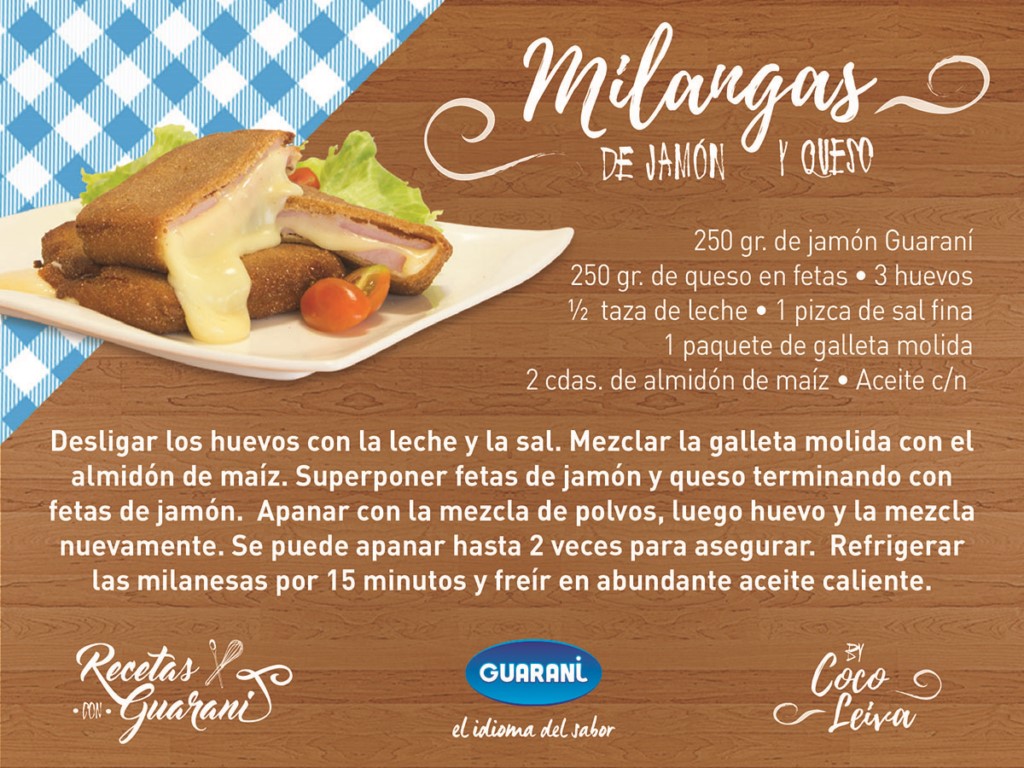 Milangas
DE JAMÓN Y QUESO
250 gr. de jamón Guaraní
250 gr. de queso en fetas • 3 huevos
½ taza de leche • 1 pizca de sal fina
1 paquete de galleta molida
2 cdas. de almidón de maíz • Aceite c/n
Desligar los huevos con la leche y la sal. Mezclar la galleta molida con el
almidón de maíz. Superponer fetas de jamón y queso terminando con
fetas de jamón. Apanar con la mezcla de polvos, luego huevo y la mezcla
nuevamente. Se puede apanar hasta 2 veces para asegurar. Refrigerar
las milanesas por 15 minutos y freír en abundante aceite caliente.
Recetas
• CON • Guarani
GUARANÍ
el idioma del sabor
BY
Coco
Leiva